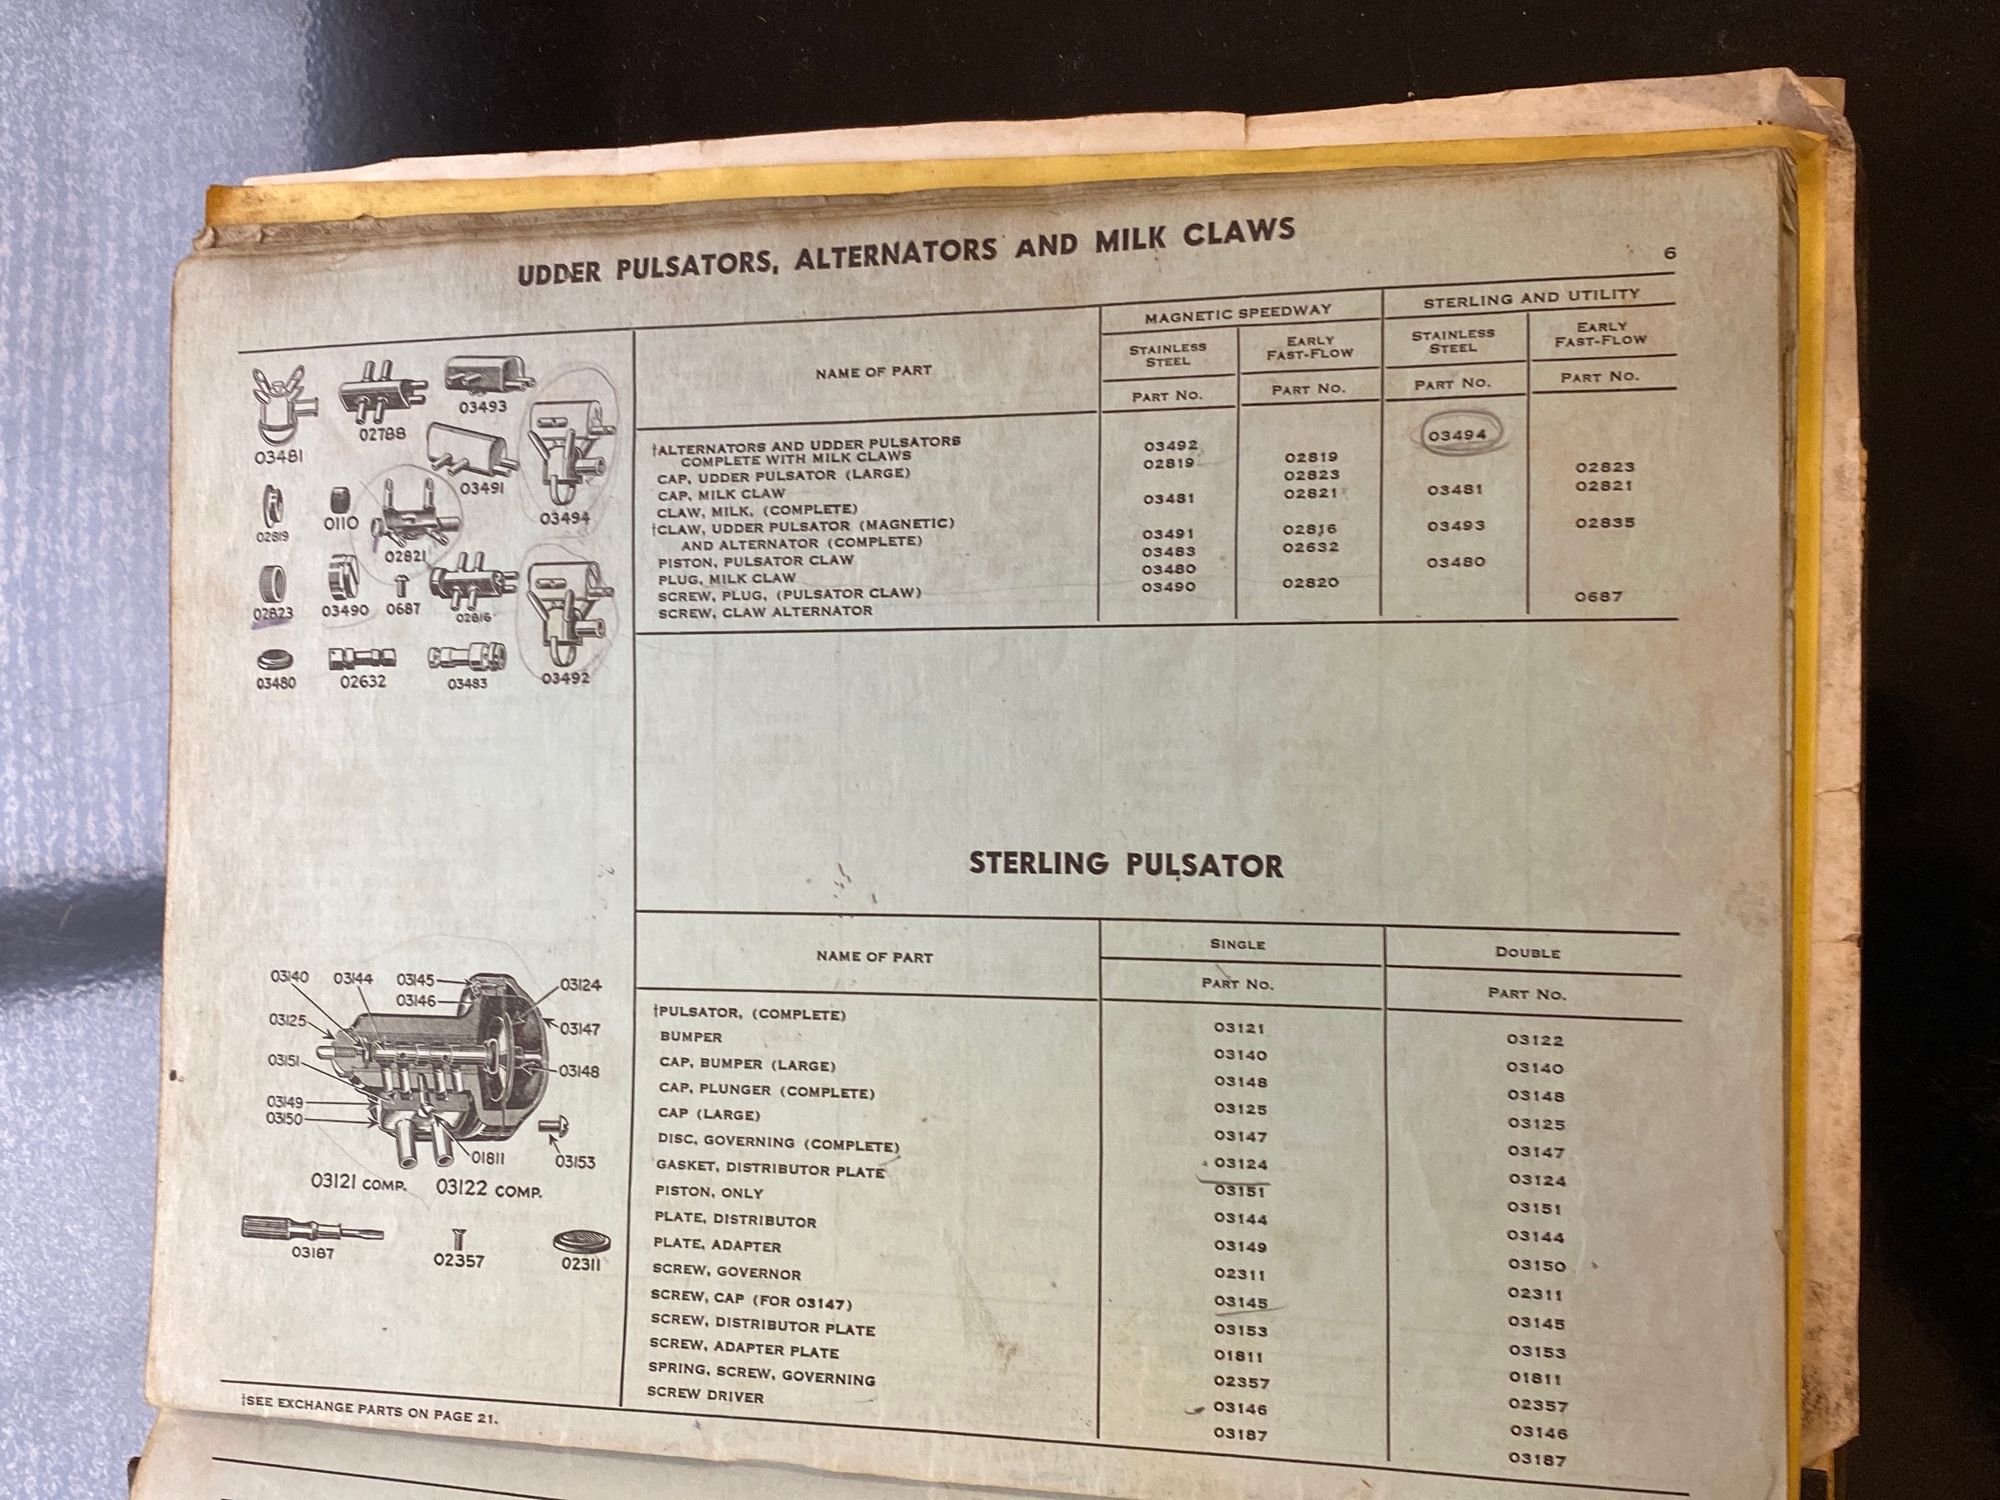 UDDER PULSATORS, ALTERNATORS AND MILK CLAWS
6
NAME OF PART
MAGNETIC SPEEDWAY
STERLING AND UTILITY
STAINLESS STEEL
EARLY FAST-FLOW
STAINLESS STEEL
EARLY FAST-FLOW
PART NO. PART NO. PART NO. PART NO.
†ALTERNATORS AND UDDER PULSATORS
COMPLETE WITH MILK CLAWS 03492 03494
CAP, UDDER PULSATOR (LARGE) 02819 02819
CAP, MILK CLAW 02823 02823
CLAW, MILK, (COMPLETE) 03481 02821 03481 02821
†CLAW, UDDER PULSATOR (MAGNETIC)
AND ALTERNATOR (COMPLETE) 03491 02816 03493 02835
PISTON, PULSATOR CLAW 03483 02632
PLUG, MILK CLAW 03480 03480
SCREW, PLUG, (PULSATOR CLAW) 03490 02820
SCREW, CLAW ALTERNATOR 0687
03481
02788
03493
03491
03494
02819
0110
02821
02823
03490
0687
02816
03480
02632
03483
03492
STERLING PULSATOR
NAME OF PART
SINGLE
DOUBLE
PART NO.
PART NO.
†PULSATOR, (COMPLETE) 03121 03122
BUMPER 03140 03140
CAP, BUMPER (LARGE) 03148 03148
CAP, PLUNGER (COMPLETE) 03125 03125
CAP (LARGE) 03147 03147
DISC, GOVERNING (COMPLETE) 03124 03124
GASKET, DISTRIBUTOR PLATE 03151 03151
PISTON, ONLY 03144 03144
PLATE, DISTRIBUTOR 03149 03150
PLATE, ADAPTER 02311 02311
SCREW, GOVERNOR 03145 03145
SCREW, CAP (FOR 03147) 03153 03153
SCREW, DISTRIBUTOR PLATE 01811 01811
SCREW, ADAPTER PLATE 02357 02357
SPRING, SCREW, GOVERNING 03146 03146
SCREW DRIVER 03187 03187
03140
03144
03145
03146
03124
03125
03147
03151
03148
03149
03150
01811
03153
03121 COMP.
03122 COMP.
03187
02357
02311
†SEE EXCHANGE PARTS ON PAGE 21.